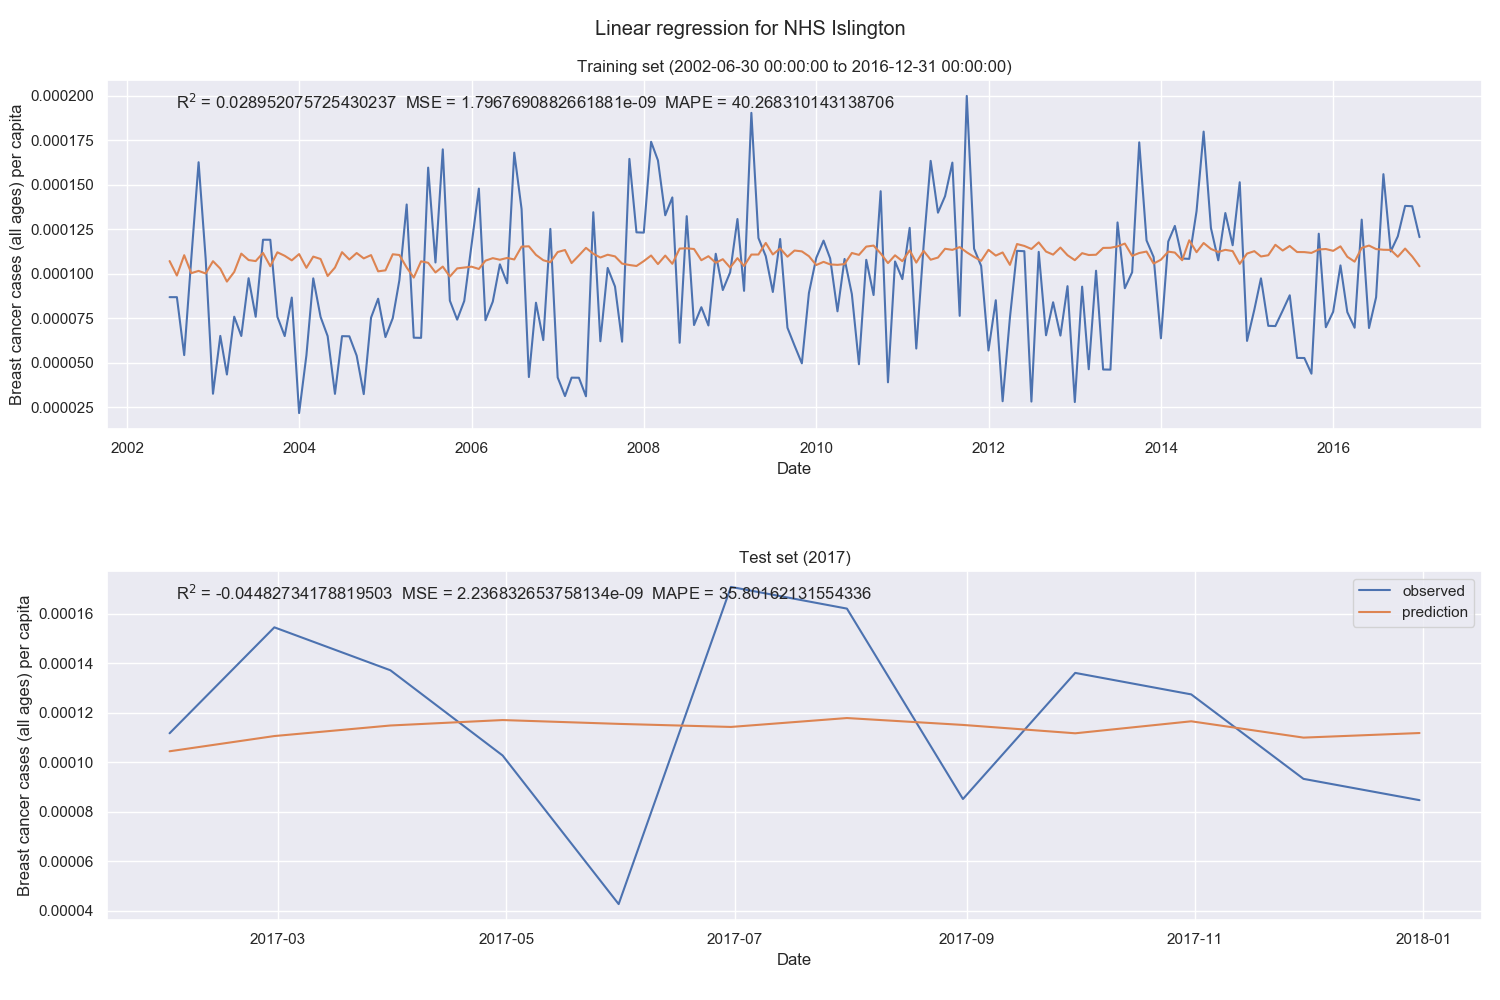 Linear regression for NHS Islington
Training set (2002-06-30 00:00:00 to 2016-12-31 00:00:00)
R² = 0.028952075725430237 MSE = 1.7967690882661881e-09 MAPE = 40.268310143138706
Breast cancer cases (all ages) per capita
0.000200
0.000175
0.000150
0.000125
0.000100
0.000075
0.000050
0.000025
2002 2004 2006 2008 2010 2012 2014 2016
Date
Test set (2017)
R² = -0.04482734178819503 MSE = 2.236832653758134e-09 MAPE = 35.80162131554336
observed
prediction
Breast cancer cases (all ages) per capita
0.00016
0.00014
0.00012
0.00010
0.00008
0.00006
0.00004
2017-03 2017-05 2017-07 2017-09 2017-11 2018-01
Date